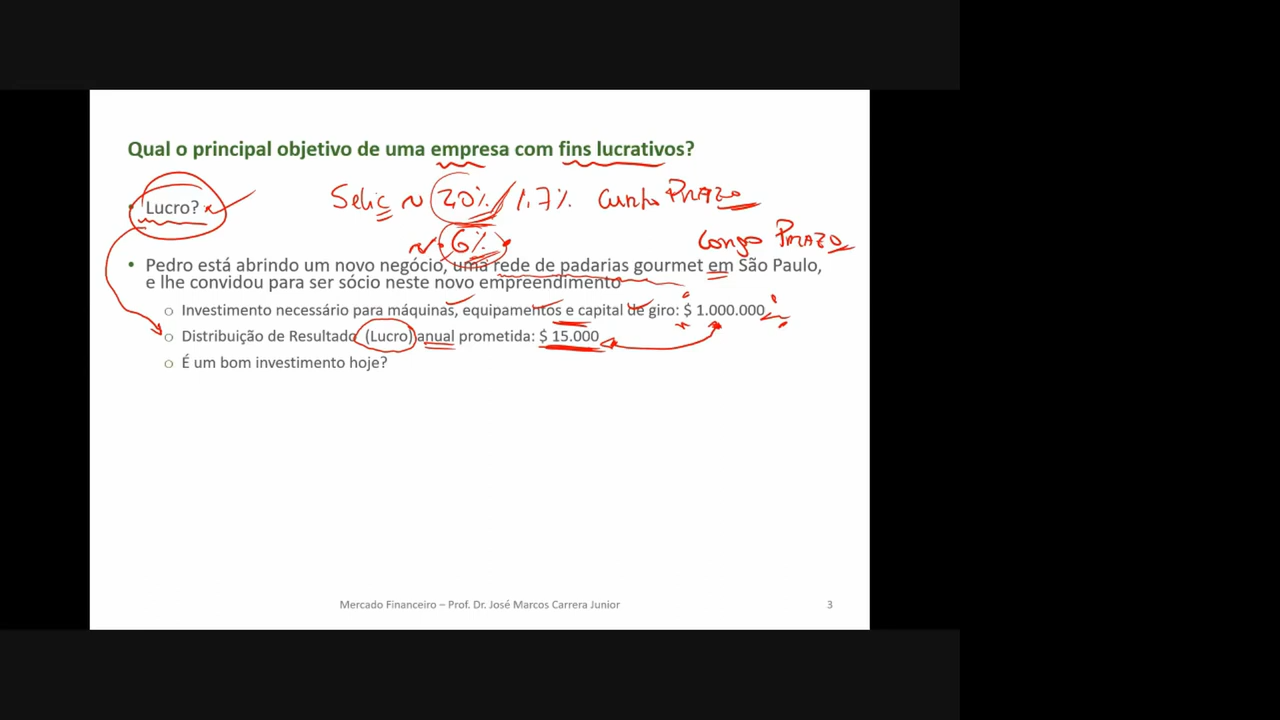 Qual o principal objetivo de uma empresa com fins lucrativos?
• Lucro? Selic ~ 2,0% / 1,7% Curto PRAZO
~ 6% Longo PRAZO
• Pedro está abrindo um novo negócio, uma rede de padarias gourmet em São Paulo,
e lhe convidou para ser sócio neste novo empreendimento
o Investimento necessário para máquinas, equipamentos e capital de giro: $ 1.000.000
o Distribuição de Resultado (Lucro) anual prometida: $ 15.000
o É um bom investimento hoje?
Mercado Financeiro – Prof. Dr. José Marcos Carrera Junior 3